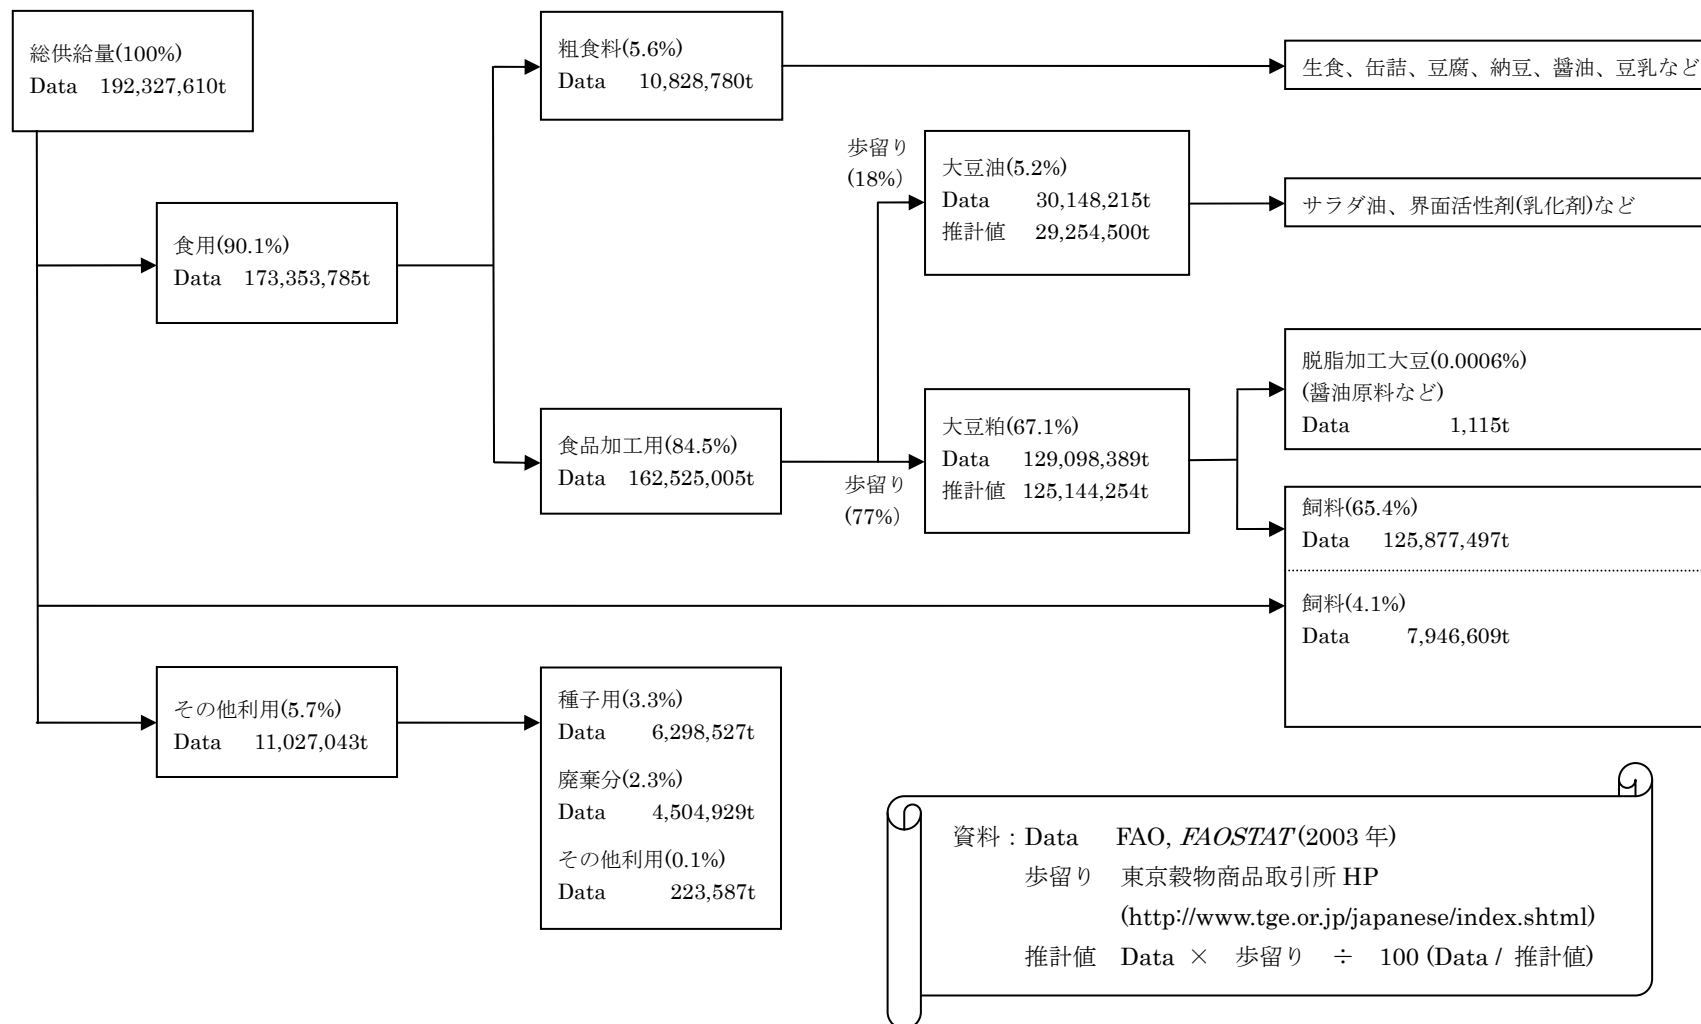 総供給量(100%)
Data 192,327,610t
食用(90.1%)
Data 173,353,785t
粗食料(5.6%)
Data 10,828,780t
生食、缶詰、豆腐、納豆、醤油、豆乳など
食品加工用(84.5%)
Data 162,525,005t
歩留り
(18%)
大豆油(5.2%)
Data 30,148,215t
推計値 29,254,500t
サラダ油、界面活性剤(乳化剤)など
歩留り
(77%)
大豆粕(67.1%)
Data 129,098,389t
推計値 125,144,254t
脱脂加工大豆(0.0006%)
(醤油原料など)
Data 1,115t
飼料(65.4%)
Data 125,877,497t
飼料(4.1%)
Data 7,946,609t
その他利用(5.7%)
Data 11,027,043t
種子用(3.3%)
Data 6,298,527t
廃棄分(2.3%)
Data 4,504,929t
その他利用(0.1%)
Data 223,587t
資料：Data FAO, FAOSTAT (2003 年)
歩留り 東京穀物商品取引所 HP
(http://www.tge.or.jp/japanese/index.shtml)
推計値 Data × 歩留り ÷ 100 (Data / 推計値)